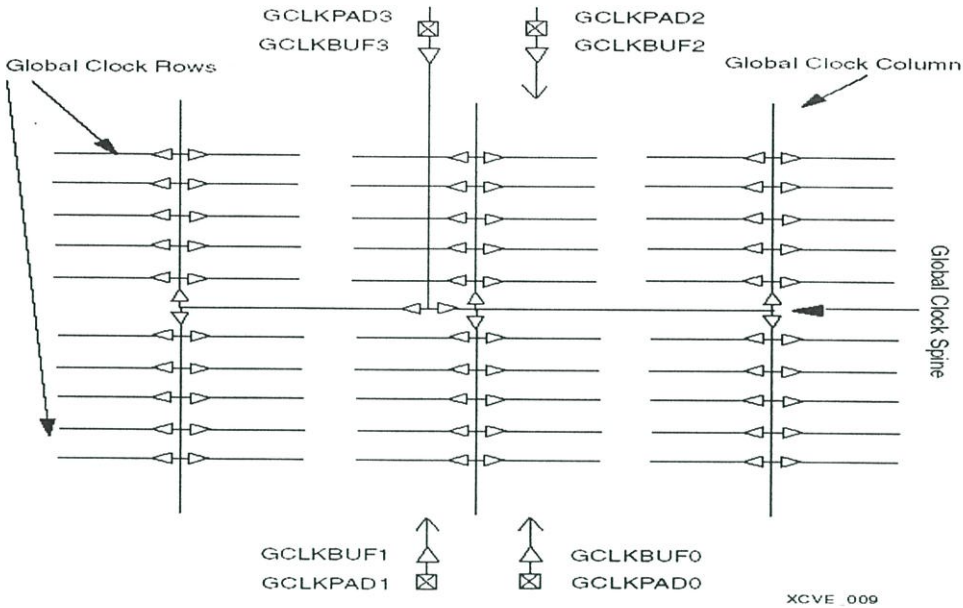 GCLKPAD3
GCLKBUF3
GCLKPAD2
GCLKBUF2
Global Clock Rows
Global Clock Column
Global Clock Spine
GCLKBUF1
GCLKPAD1
GCLKBUF0
GCLKPAD0
XCVE_009